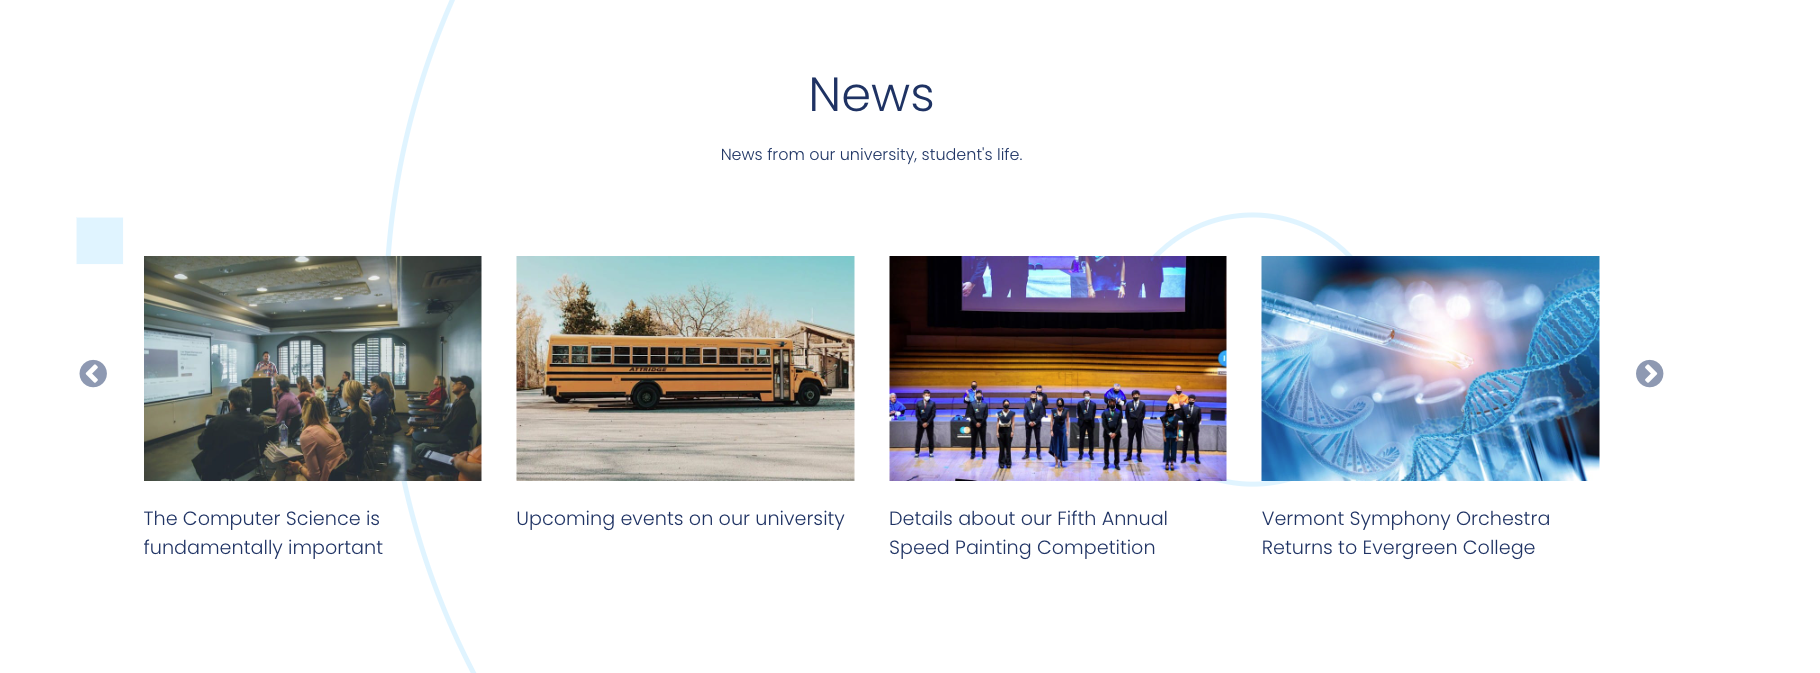 News
News from our university, student's life.
ATTRIDGE
The Computer Science is
fundamentally important
Upcoming events on our university
Details about our Fifth Annual
Speed Painting Competition
Vermont Symphony Orchestra
Returns to Evergreen College